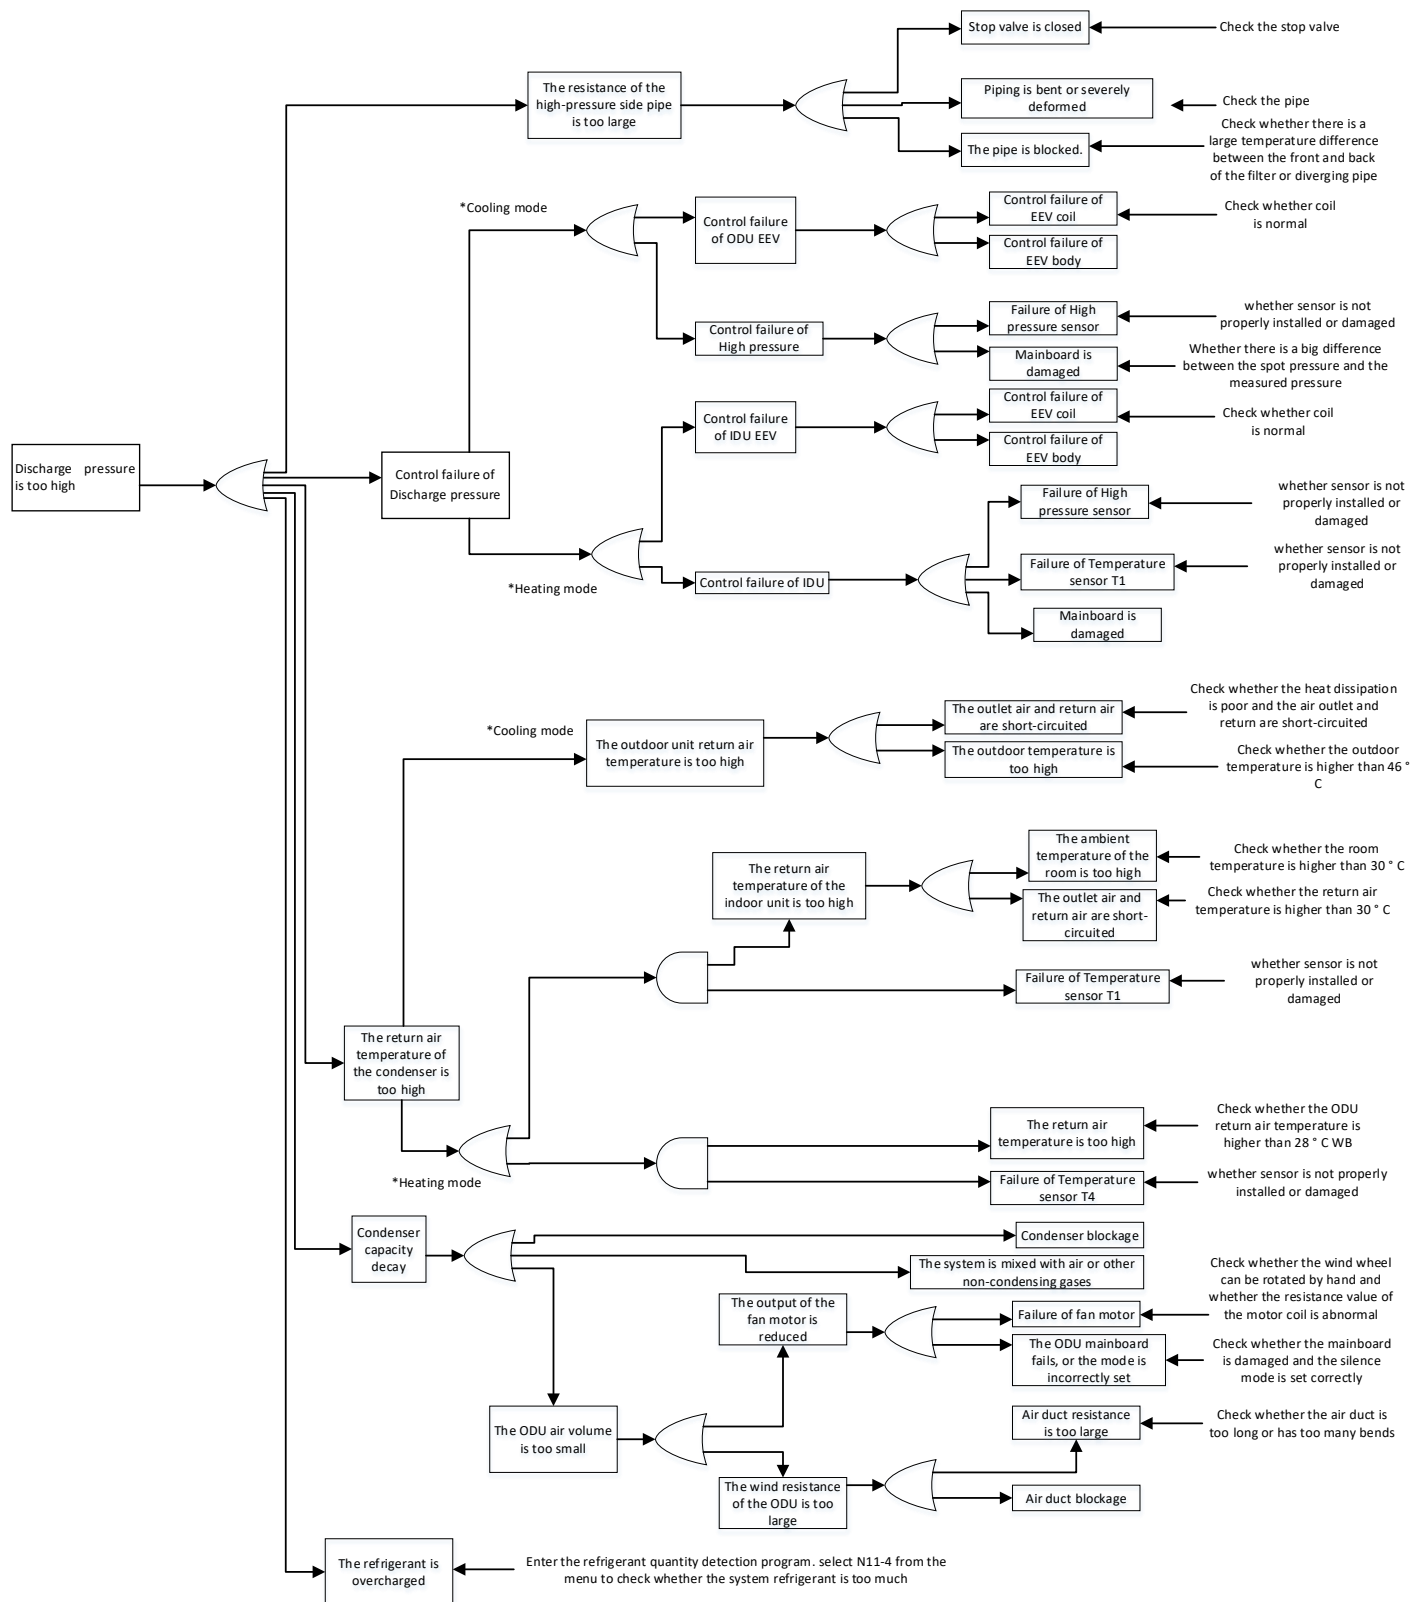 Stop valve is closed
Check the stop valve
The resistance of the
high-pressure side pipe
is too large
Piping is bent or severely
deformed
Check the pipe
The pipe is blocked.
Check whether there is a
large temperature difference
between the front and back
of the filter or diverging pipe
*Cooling mode
Control failure
of ODU EEV
Control failure of
EEV coil
Check whether coil
is normal
Control failure of
EEV body
Control failure of
High pressure
Failure of High
pressure sensor
whether sensor is not
properly installed or damaged
Mainboard is
damaged
Whether there is a big difference
between the spot pressure and the
measured pressure
Control failure
of IDU EEV
Control failure of
EEV coil
Check whether coil
is normal
Control failure of
EEV body
Discharge pressure
is too high
Control failure of
Discharge pressure
Failure of High
pressure sensor
whether sensor is not
properly installed or
damaged
*Heating mode
Control failure of IDU
Failure of Temperature
sensor T1
whether sensor is not
properly installed or
damaged
Mainboard is
damaged
*Cooling mode
The outdoor unit return air
temperature is too high
The outlet air and return air
are short-circuited
Check whether the heat dissipation
is poor and the air outlet and
return are short-circuited
The outdoor temperature is
too high
Check whether the outdoor
temperature is higher than 46 °
C
The return air
temperature of the
indoor unit is too high
The ambient
temperature of the
room is too high
Check whether the room
temperature is higher than 30 ° C
The outlet air and
return air are short-
circuited
Check whether the return air
temperature is higher than 30 ° C
Failure of Temperature
sensor T1
whether sensor is not
properly installed or
damaged
The return air
temperature of
the condenser is
too high
*Heating mode
The return air
temperature is too high
Check whether the ODU
return air temperature is
higher than 28 ° C WB
Failure of Temperature
sensor T4
whether sensor is not properly
installed or damaged
Condenser
capacity
decay
Condenser blockage
The system is mixed with air or other
non-condensing gases
The output of the
fan motor is
reduced
Failure of fan motor
Check whether the wind wheel
can be rotated by hand and
whether the resistance value of
the motor coil is abnormal
The ODU mainboard
fails, or the mode is
incorrectly set
Check whether the mainboard
is damaged and the silence
mode is set correctly
The ODU air volume
is too small
Air duct resistance
is too large
Check whether the air duct is
too long or has too many bends
The wind resistance
of the ODU is too
large
Air duct blockage
The refrigerant is
overcharged
Enter the refrigerant quantity detection program. select N11-4 from the
menu to check whether the system refrigerant is too much